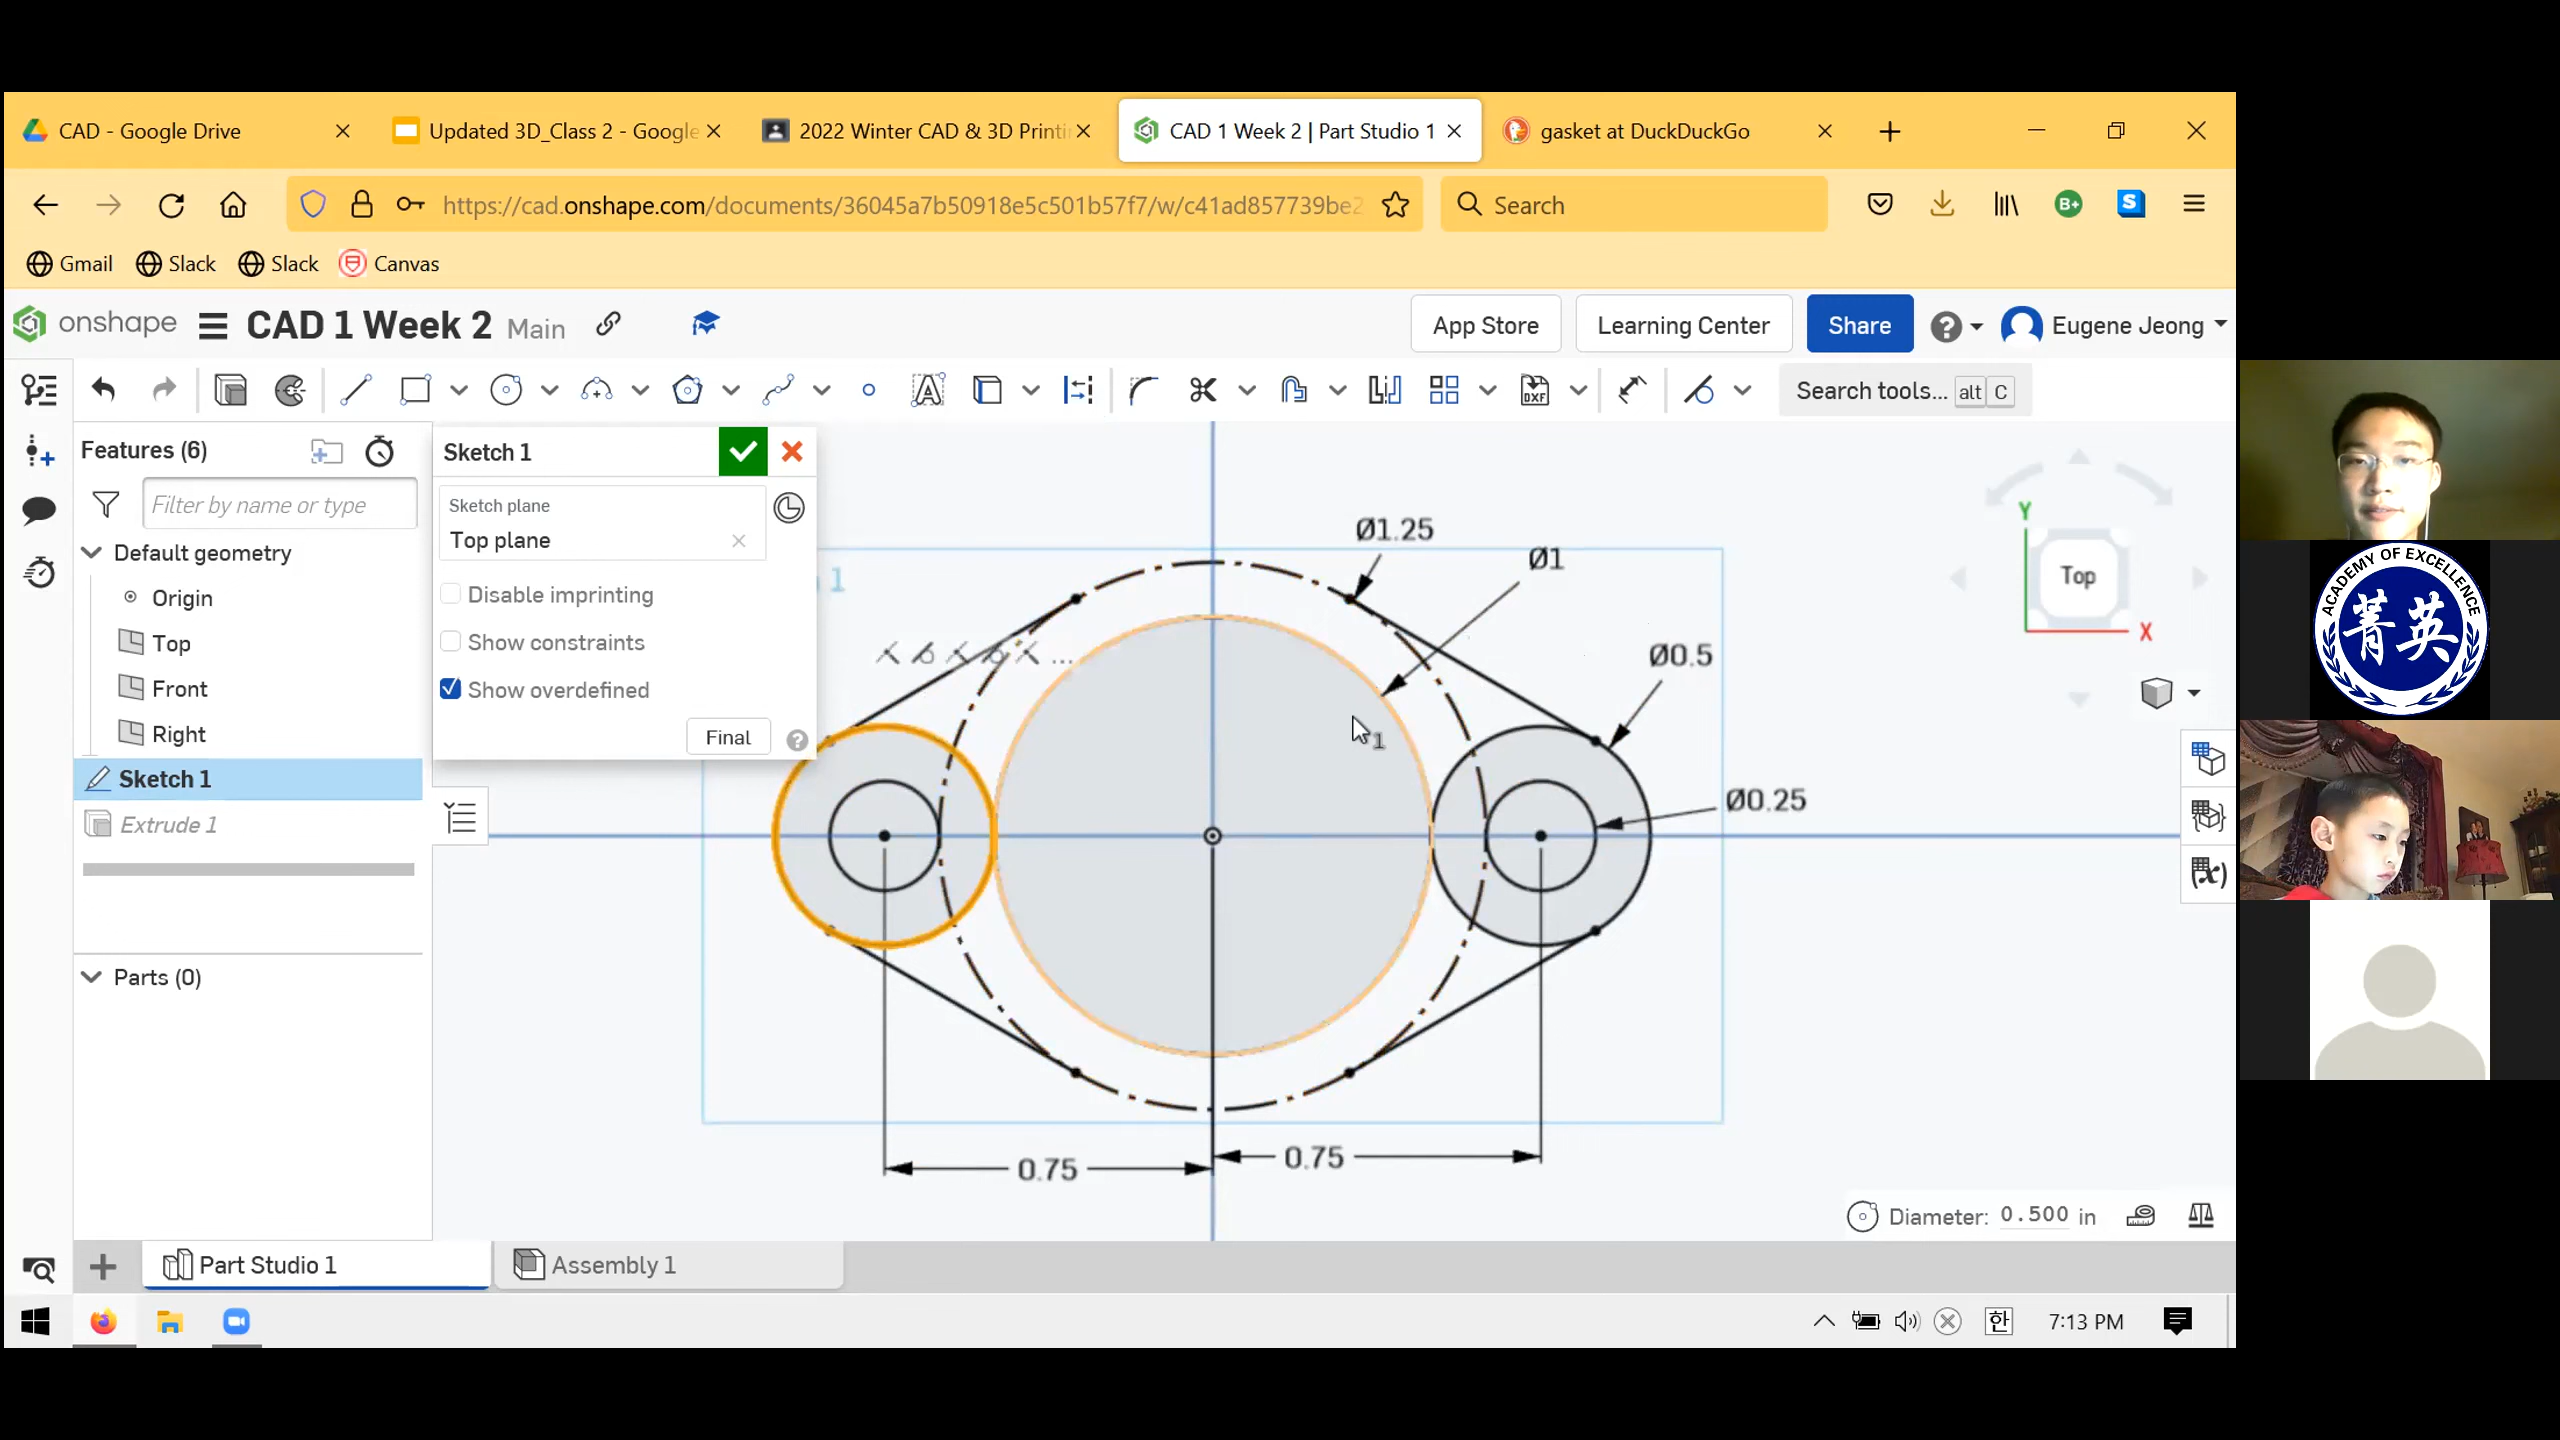 CAD - Google Drive
Updated 3D_Class 2 - Google
2022 Winter CAD & 3D Printi
CAD 1 Week 2 | Part Studio 1
gasket at DuckDuckGo
https://cad.onshape.com/documents/36045a7b50918e5c501b57f7/w/c41ad857739be2
Search
B+
S
Gmail
Slack
Slack
Canvas
onshape
CAD 1 Week 2 Main
App Store
Learning Center
Share
Eugene Jeong
DXF
Search tools... alt C
Features (6)
Filter by name or type
Default geometry
Origin
Top
Front
Right
Sketch 1
Extrude 1
Parts (0)
Sketch 1
Sketch plane
Top plane
Disable imprinting
Show constraints
Show overdefined
Final
1
Ø1.25
Ø1
Ø0.5
Ø0.25
1
0.75
0.75
Y
Top
X
(x)
Diameter: 0.500 in
Part Studio 1
Assembly 1
한
7:13 PM
ACADEMY OF EXCELLENCE
菁英